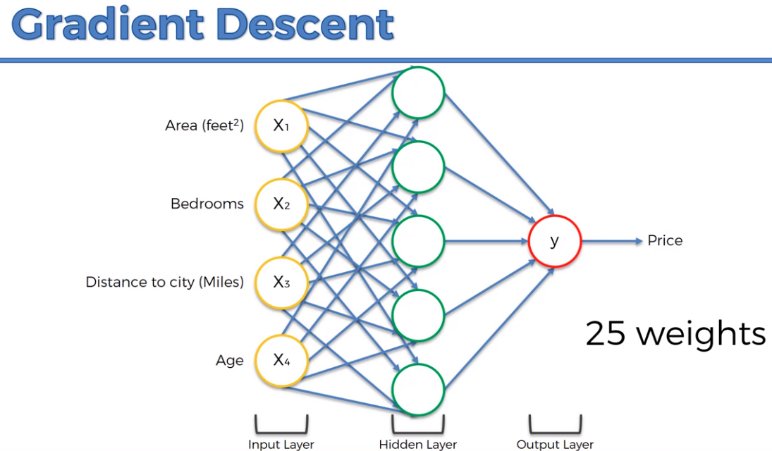 Gradient Descent
Area (feet²)
X₁
Bedrooms
X₂
Distance to city (Miles)
X₃
Age
X₄
y
Price
25 weights
Input Layer
Hidden Layer
Output Layer